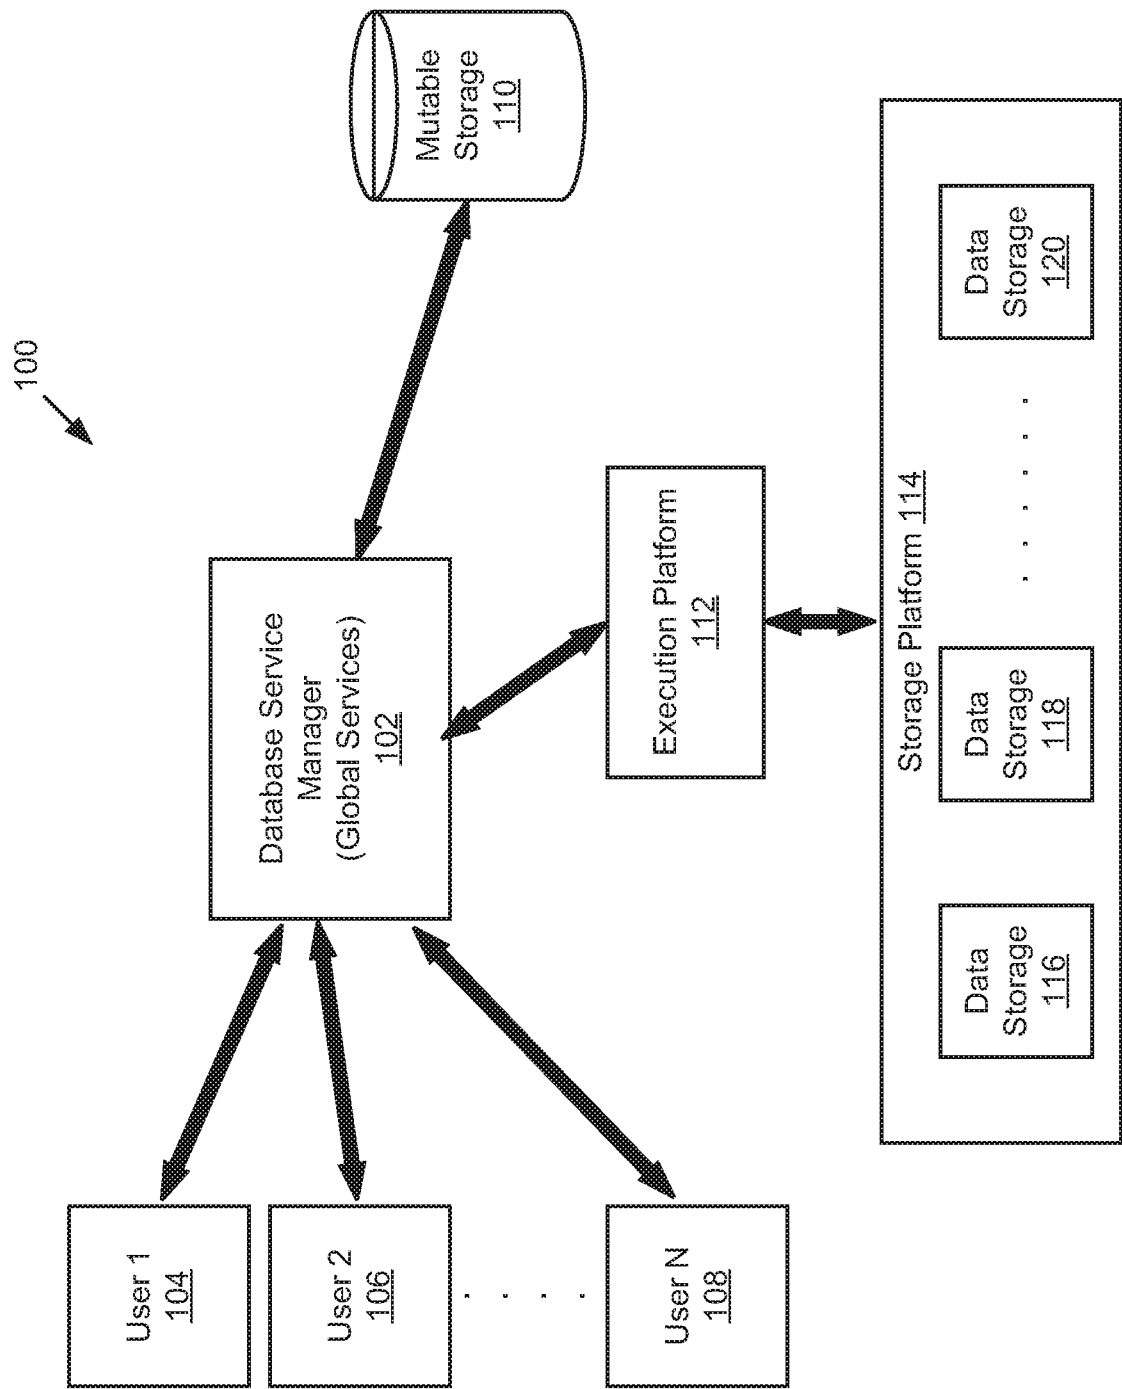 100
User 1
104
User 2
106
. . . .
User N
108
Database Service
Manager
(Global Services)
102
Mutable
Storage
110
Execution Platform
112
Storage Platform 114
Data
Storage
116
Data
Storage
118
. . . . . .
Data
Storage
120